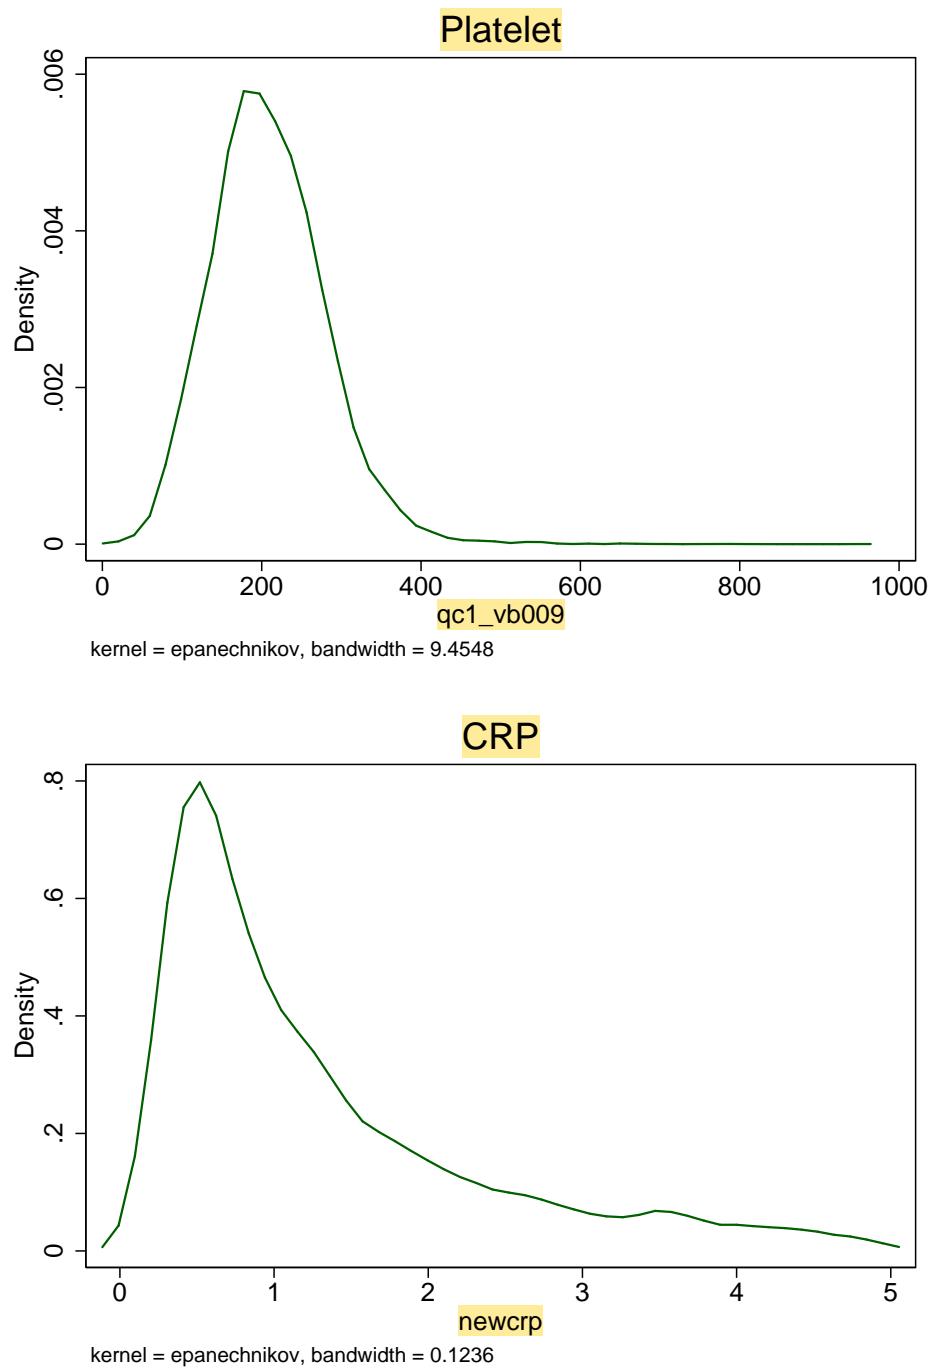 Platelet
.006
.004
.002
0
Density
0 200 400 600 800 1000
qc1_vb009
kernel = epanechnikov, bandwidth = 9.4548
CRP
.8
.6
.4
.2
0
Density
0 1 2 3 4 5
newcrp
kernel = epanechnikov, bandwidth = 0.1236